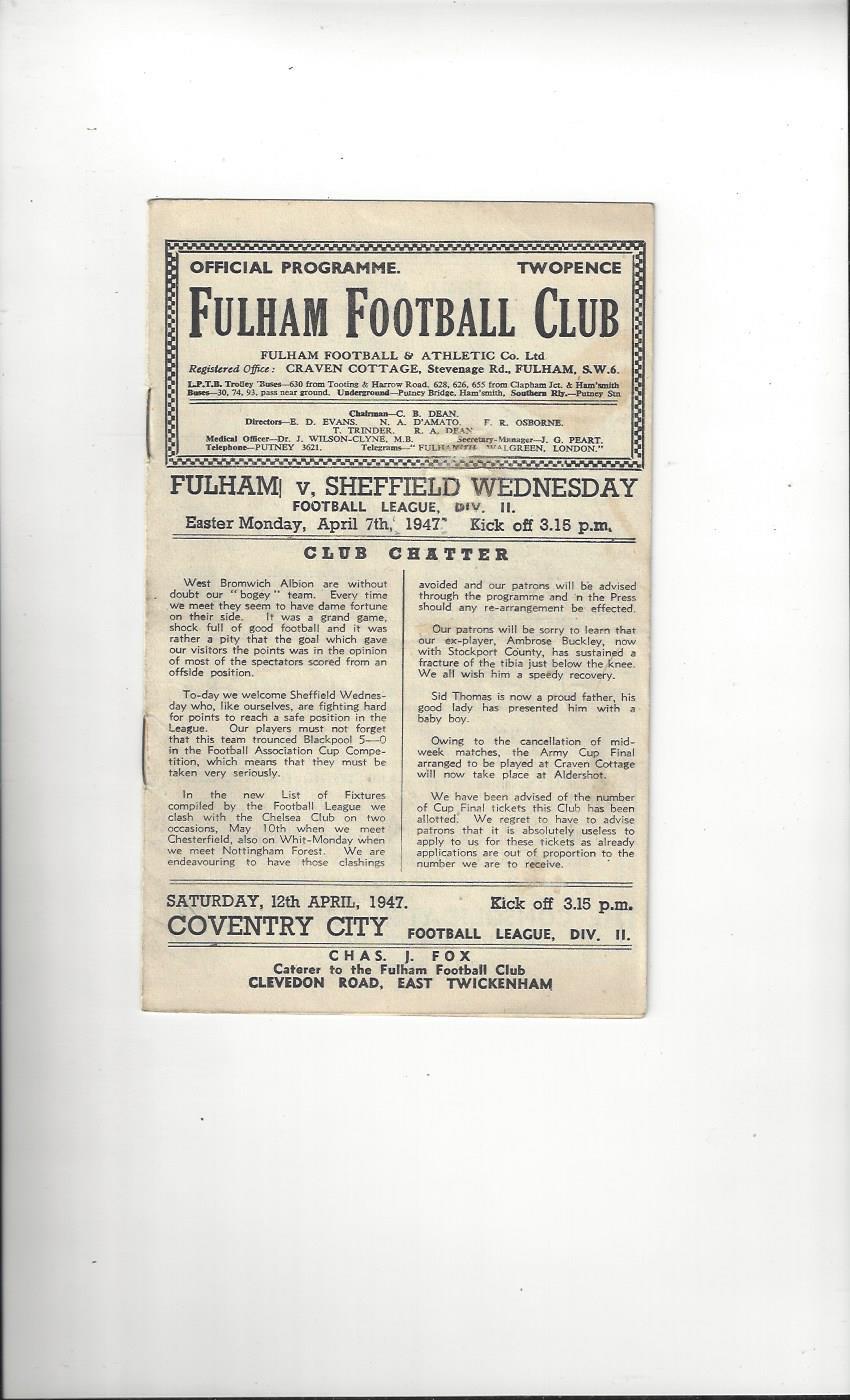 OFFICIAL PROGRAMME. TWOPENCE
FULHAM FOOTBALL CLUB
FULHAM FOOTBALL & ATHLETIC Co. Ltd
Registered Office: CRAVEN COTTAGE, Stevenage Rd., FULHAM, S.W.6.
L.P.T.B. Trolley 'Buses—630 from Tooting & Harrow Road, 628, 626, 655 from Clapham Jct. & Ham'smith
Buses—30, 74, 93, pass near ground. Underground—Putney Bridge, Ham'smith, Southern Rly.—Putney Stn
Chairman—C. B. DEAN.
Directors—E. D. EVANS. N. A. D'AMATO. F. R. OSBORNE.
T. TRINDER. R. A. DEAN
Medical Officer—Dr. J. WILSON-CLYNE, M.B. Secretary-Manager—J. G. PEART.
Telephone—PUTNEY 3621. Telegrams—" LONDON."
FULHAM v. SHEFFIELD WEDNESDAY
FOOTBALL LEAGUE, DIV. II.
Easter Monday, April 7th, 1947. Kick off 3.15 p.m.
CLUB CHATTER
West Bromwich Albion are without
doubt our "bogey" team. Every time
we meet they seem to have dame fortune
on their side. It was a grand game,
shock full of good football and it was
rather a pity that the goal which gave
our visitors the points was in the opinion
of most of the spectators scored from an
offside position.
To-day we welcome Sheffield Wednes-
day who, like ourselves, are fighting hard
for points to reach a safe position in the
League. Our players must not forget
that this team trounced Blackpool 5—0
in the Football Association Cup Compe-
tition, which means that they must be
taken very seriously.
In the new List of Fixtures
compiled by the Football League we
clash with the Chelsea Club on two
occasions, May 10th when we meet
Chesterfield, also on Whit-Monday when
we meet Nottingham Forest. We are
endeavouring to have those clashings
avoided and our patrons will be advised
through the programme and 'n the Press
should any re-arrangement be effected.
Our patrons will be sorry to learn that
our ex-player, Ambrose Buckley, now
with Stockport County, has sustained a
fracture of the tibia just below the knee.
We all wish him a speedy recovery.
Sid Thomas is now a proud father, his
good lady has presented him with a
baby boy.
Owing to the cancellation of mid-
week matches, the Army Cup Final
arranged to be played at Craven Cottage
will now take place at Aldershot.
We have been advised of the number
of Cup Final tickets this Club has been
allotted. We regret to have to advise
patrons that it is absolutely useless to
apply to us for these tickets as already
applications are out of proportion to the
number we are to receive.
SATURDAY, 12th APRIL, 1947. Kick off 3.15 p.m.
COVENTRY CITY FOOTBALL LEAGUE, DIV. II.
CHAS. J. FOX
Caterer to the Fulham Football Club
CLEVEDON ROAD, EAST TWICKENHAM